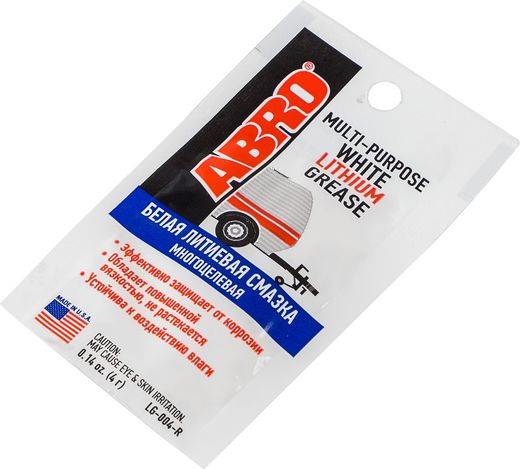 ABRO®
MULTI-PURPOSE
WHITE
LITHIUM
GREASE
БЕЛАЯ ЛИТИЕВАЯ СМАЗКА
МНОГОЦЕЛЕВАЯ
• Эффективно защищает от коррозии
• Обладает повышенной
вязкостью, не растекается
• Устойчива к воздействию влаги
MADE IN U.S.A.
CAUTION:
MAY CAUSE EYE & SKIN IRRITATION.
0.14 oz. (4 г)
LG-004-R